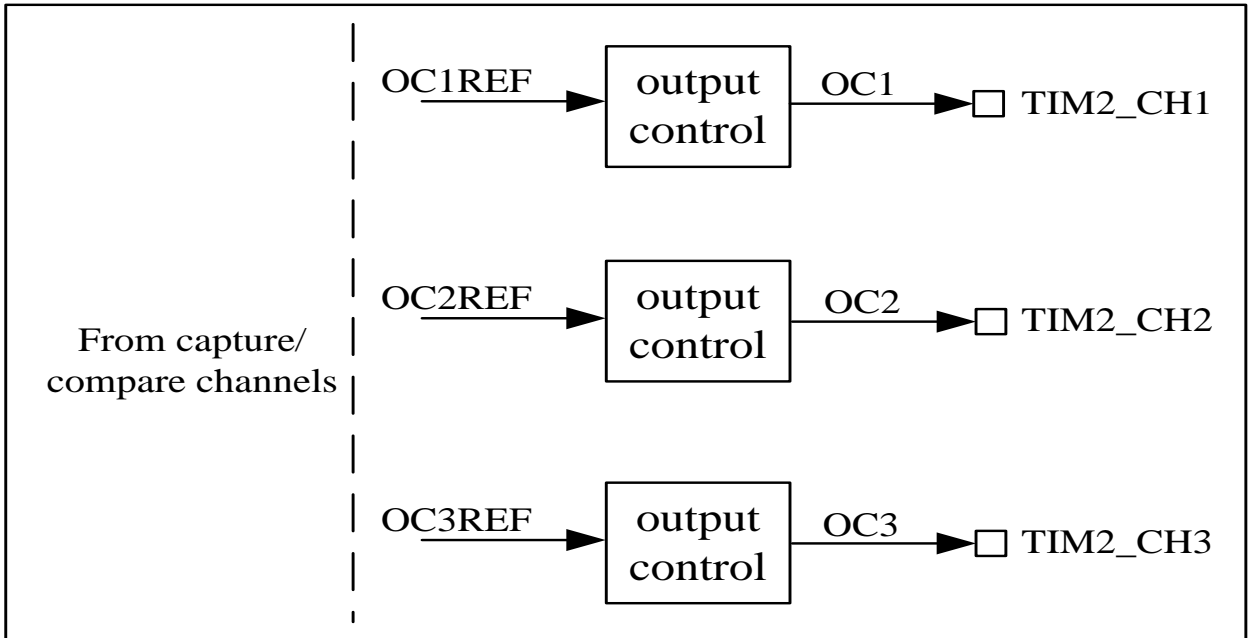 OC1REF
output
control
OC1
TIM2_CH1
From capture/
compare channels
OC2REF
output
control
OC2
TIM2_CH2
OC3REF
output
control
OC3
TIM2_CH3